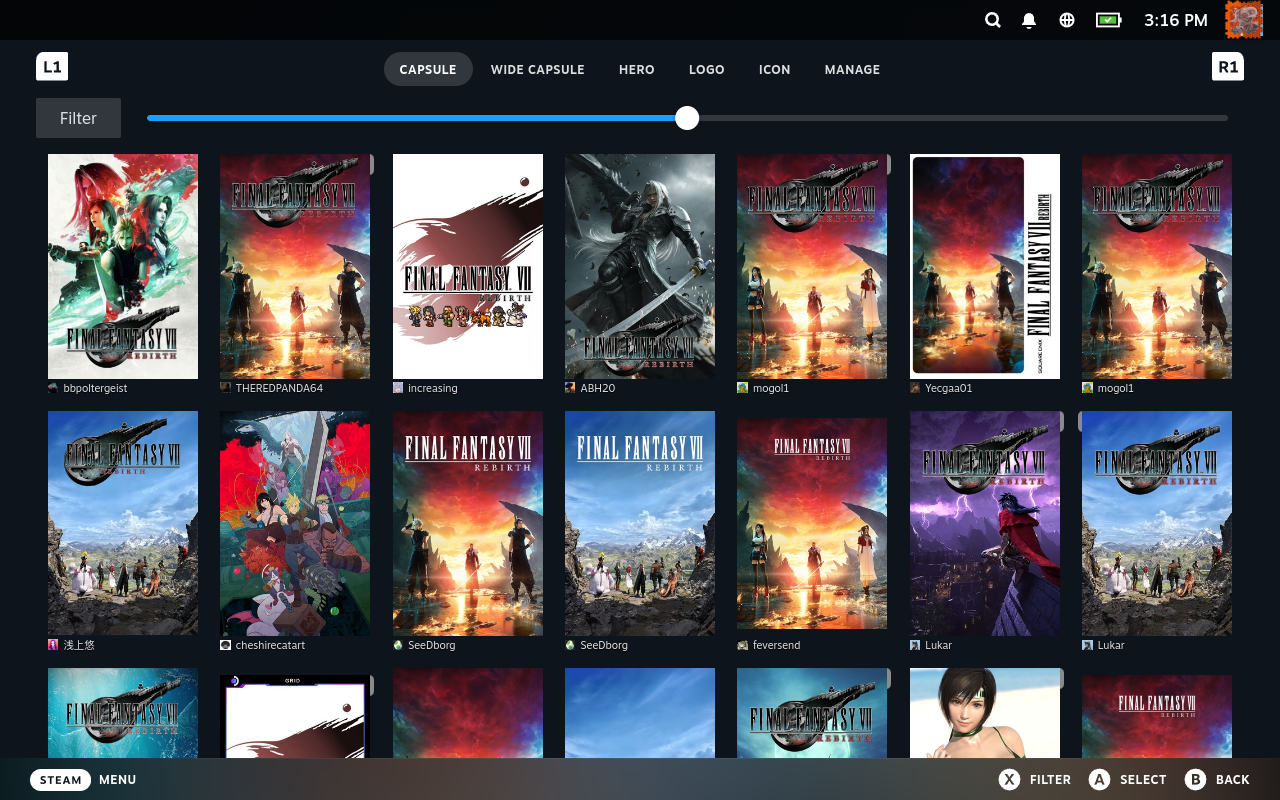 3:16 PM
L1
CAPSULE
WIDE CAPSULE
HERO
LOGO
ICON
MANAGE
R1
Filter
FINAL FANTASY VII
REBIRTH
FINAL FANTASY VII
REBIRTH
FINAL FANTASY VII
REBIRTH
FINAL FANTASY VII
REBIRTH
FINAL FANTASY VII
REBIRTH
FINAL FANTASY VII REBIRTH
SQUARE ENIX
FINAL FANTASY VII
REBIRTH
bbpoltergeist
THEREDPANDA64
increasing
ABH20
mogol1
Yecgaa01
mogol1
FINAL FANTASY VII
REBIRTH
FINAL FANTASY VII
REBIRTH
FINAL FANTASY VII
REBIRTH
FINAL FANTASY VII
REBIRTH
FINAL FANTASY VII
REBIRTH
FINAL FANTASY VII
REBIRTH
浅上悠
cheshirecatart
SeeDborg
SeeDborg
feversend
Lukar
Lukar
FINAL FANTASY VII
REBIRTH
GRID
FINAL FANTASY VII
REBIRTH
FINAL FANTASY VII
REBIRTH
STEAM
MENU
X
FILTER
A
SELECT
B
BACK